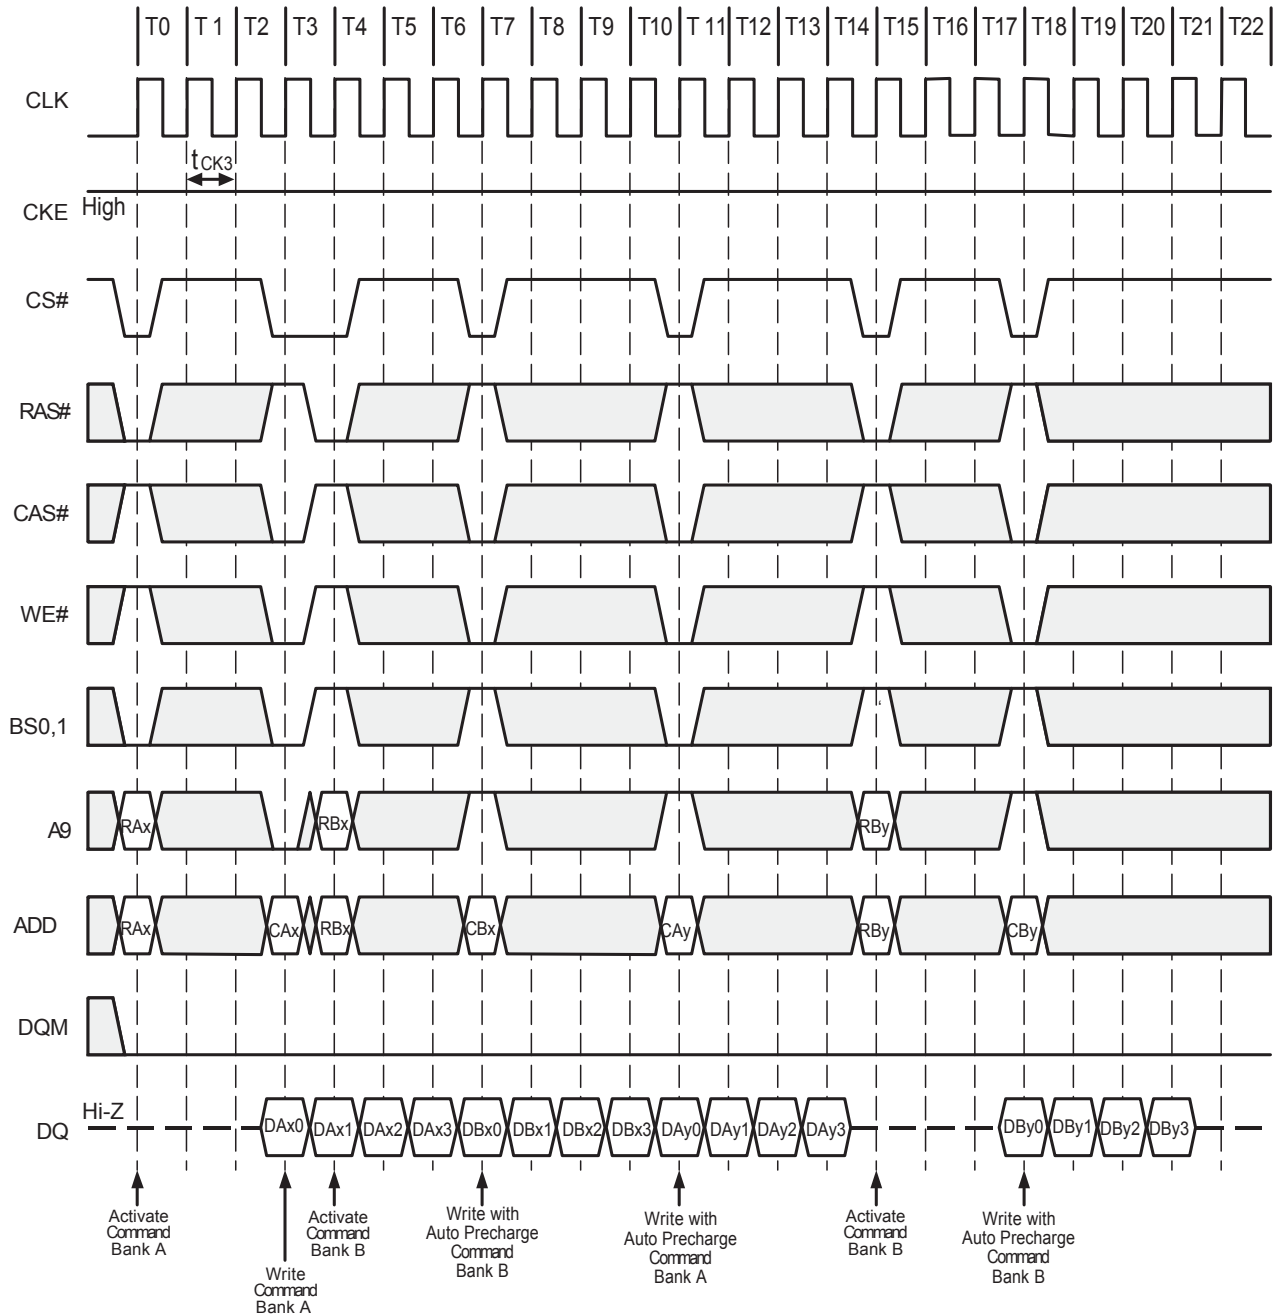 T0 T 1 T2 T3 T4 T5 T6 T7 T8 T9 T10 T 11 T12 T13 T14 T15 T16 T17 T18 T19 T20 T21 T22
CLK
tCK3
CKE High
CS#
RAS#
CAS#
WE#
BS0,1
A9 RAx RBx RBy
ADD RAx CAx RBx CBx CAy RBy CBy
DQM
Hi-Z
DQ DAx0 DAx1 DAx2 DAx3 DBx0 DBx1 DBx2 DBx3 DAy0 DAy1 DAy2 DAy3 DBy0 DBy1 DBy2 DBy3
Activate
Command
Bank A
Write
Command
Bank A
Activate
Command
Bank B
Write with
Auto Precharge
Command
Bank B
Write with
Auto Precharge
Command
Bank A
Activate
Command
Bank B
Write with
Auto Precharge
Command
Bank B